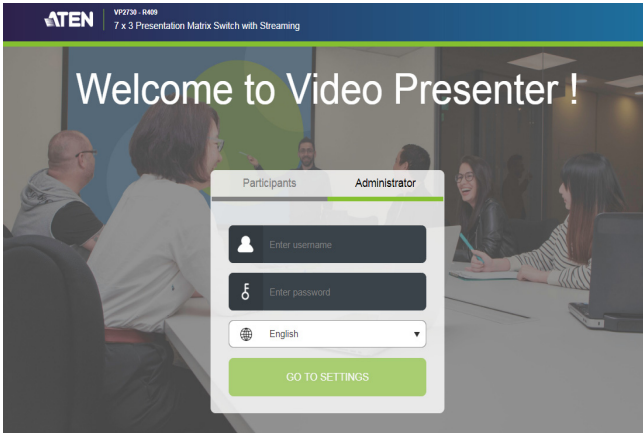 ATEN
VP2730 - R409
7 x 3 Presentation Matrix Switch with Streaming
Welcome to Video Presenter !
Participants Administrator
Enter username
Enter password
English
GO TO SETTINGS